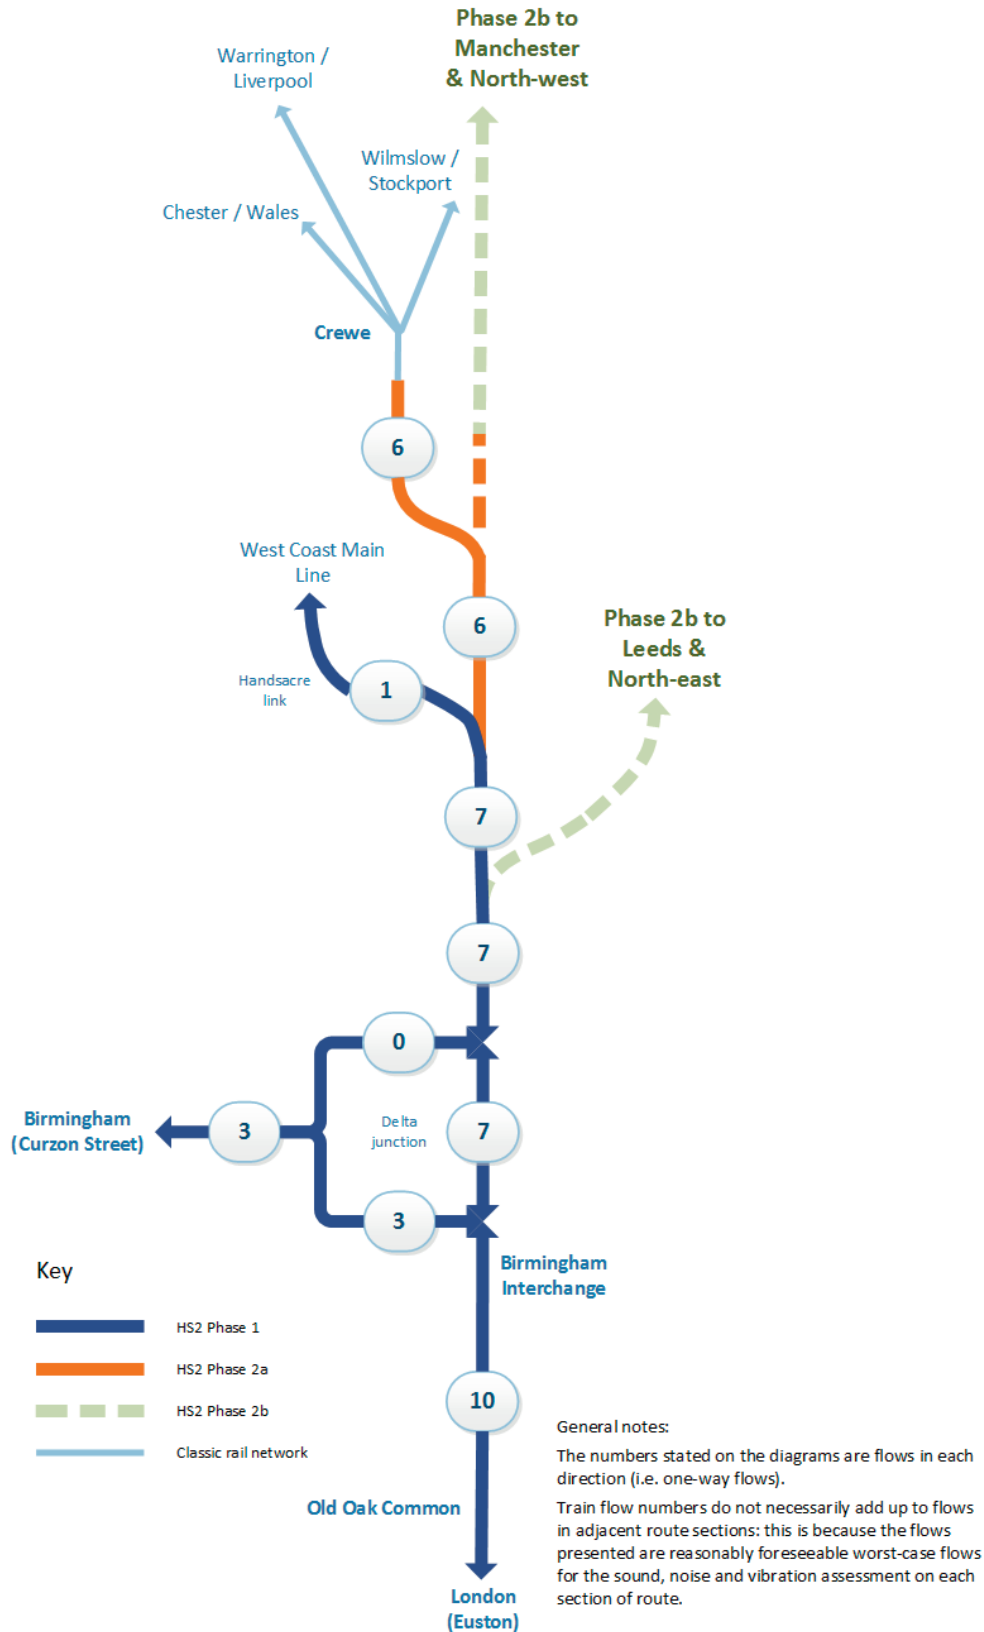 Phase 2b to
Manchester
& North-west
Warrington /
Liverpool
Wilmslow /
Stockport
Chester / Wales
Crewe
6
West Coast Main
Line
6
Phase 2b to
Leeds &
North-east
Handsacre
link
1
7
7
0
Birmingham
(Curzon Street)
3
Delta
junction
7
3
Birmingham
Interchange
Key
HS2 Phase 1
HS2 Phase 2a
HS2 Phase 2b
Classic rail network
10
Old Oak Common
London
(Euston)
General notes:
The numbers stated on the diagrams are flows in each
direction (i.e. one-way flows).
Train flow numbers do not necessarily add up to flows
in adjacent route sections: this is because the flows
presented are reasonably foreseeable worst-case flows
for the sound, noise and vibration assessment on each
section of route.